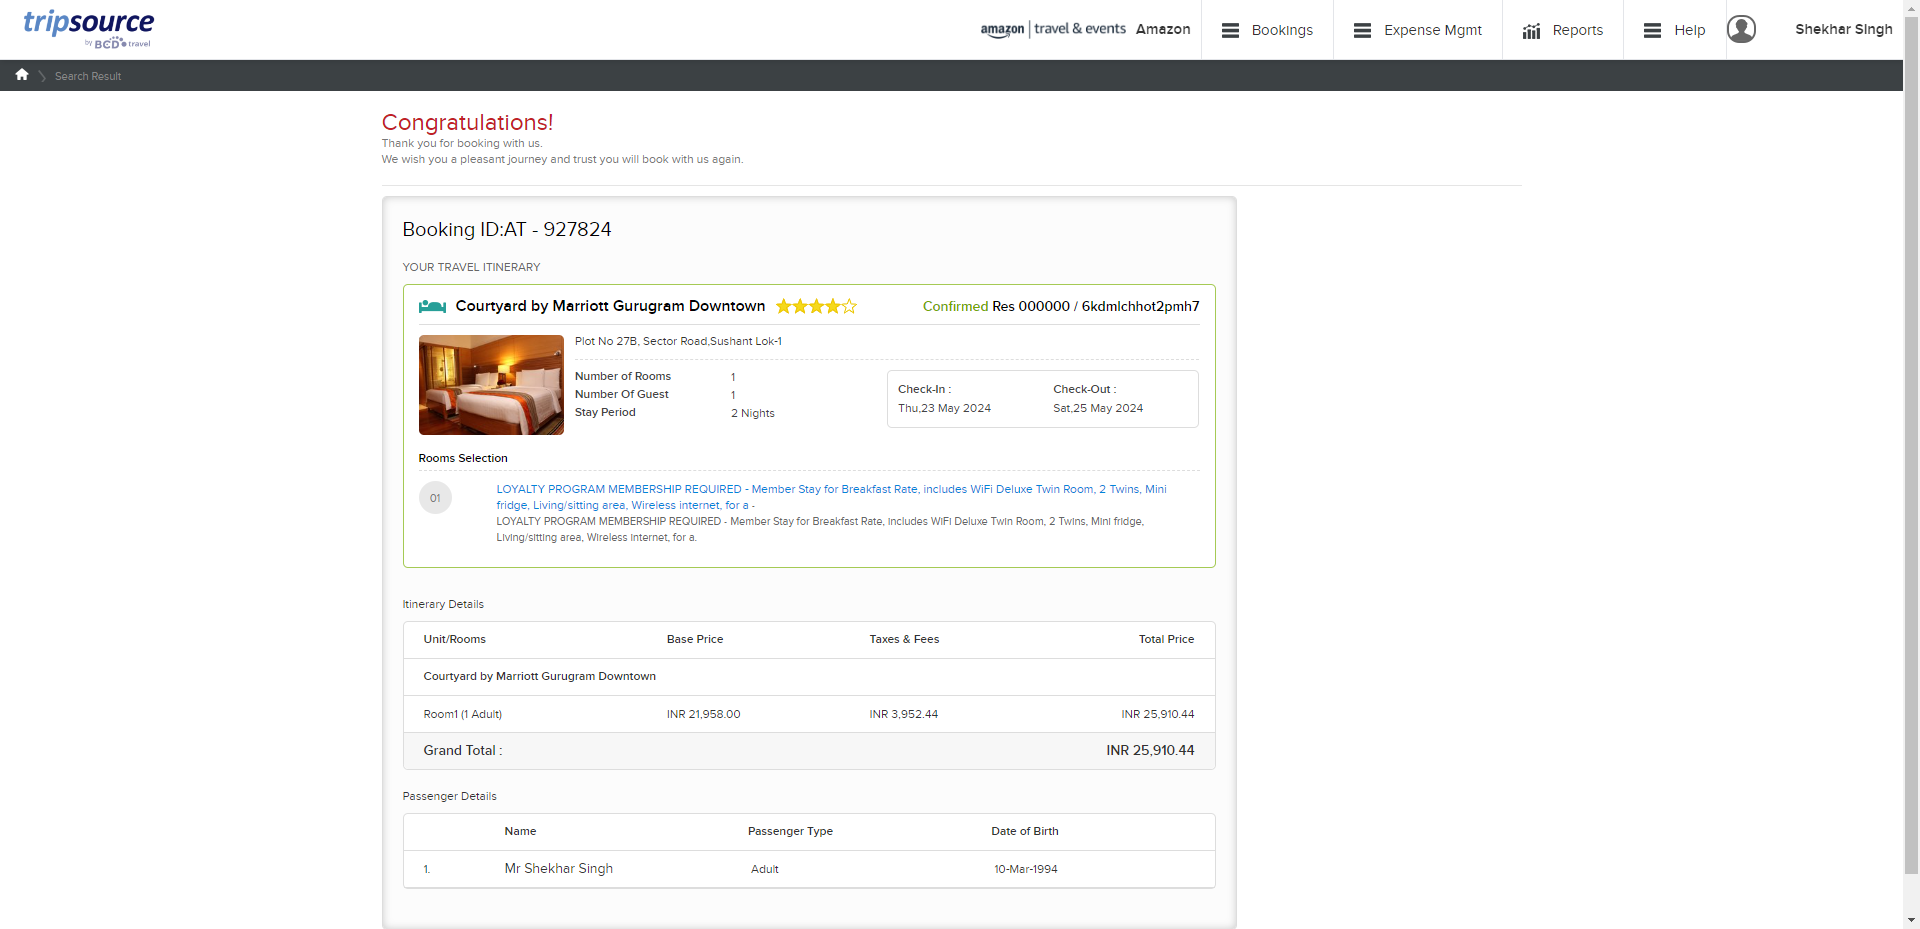 tripsource
by BCD travel
amazon | travel & events Amazon
Bookings
Expense Mgmt
Reports
Help
Shekhar Singh
Search Result
Congratulations!
Thank you for booking with us.
We wish you a pleasant journey and trust you will book with us again.
Booking ID:AT - 927824
YOUR TRAVEL ITINERARY
Courtyard by Marriott Gurugram Downtown
Confirmed Res 000000 / 6kdmlchhot2pmh7
Plot No 27B, Sector Road,Sushant Lok-1
Number of Rooms 1
Number Of Guest 1
Stay Period 2 Nights
Check-In : Check-Out :
Thu,23 May 2024 Sat,25 May 2024
Rooms Selection
01
LOYALTY PROGRAM MEMBERSHIP REQUIRED - Member Stay for Breakfast Rate, includes WiFi Deluxe Twin Room, 2 Twins, Mini
fridge, Living/sitting area, Wireless internet, for a -
LOYALTY PROGRAM MEMBERSHIP REQUIRED - Member Stay for Breakfast Rate, includes WiFi Deluxe Twin Room, 2 Twins, Mini fridge,
Living/sitting area, Wireless internet, for a.
Itinerary Details
Unit/Rooms Base Price Taxes & Fees Total Price
Courtyard by Marriott Gurugram Downtown
Room1 (1 Adult) INR 21,958.00 INR 3,952.44 INR 25,910.44
Grand Total : INR 25,910.44
Passenger Details
Name Passenger Type Date of Birth
1. Mr Shekhar Singh Adult 10-Mar-1994